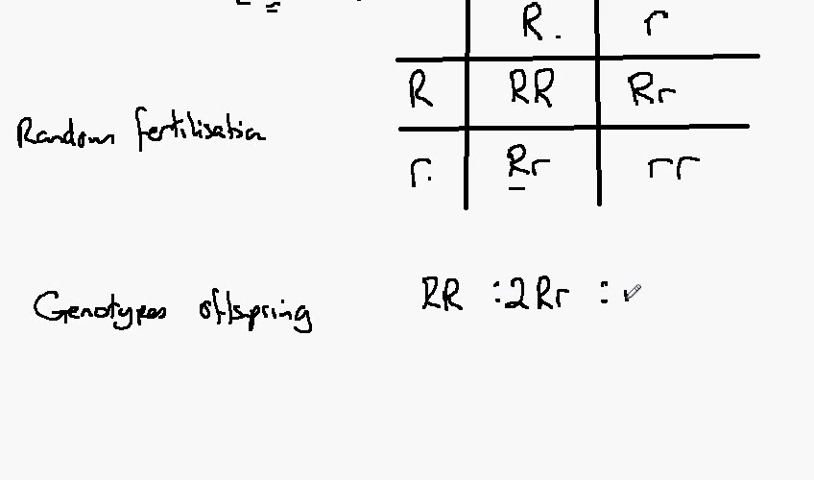 R. r
R RR Rr
Random fertilisation
r. Rr rr
Genotypes offspring RR :2Rr :